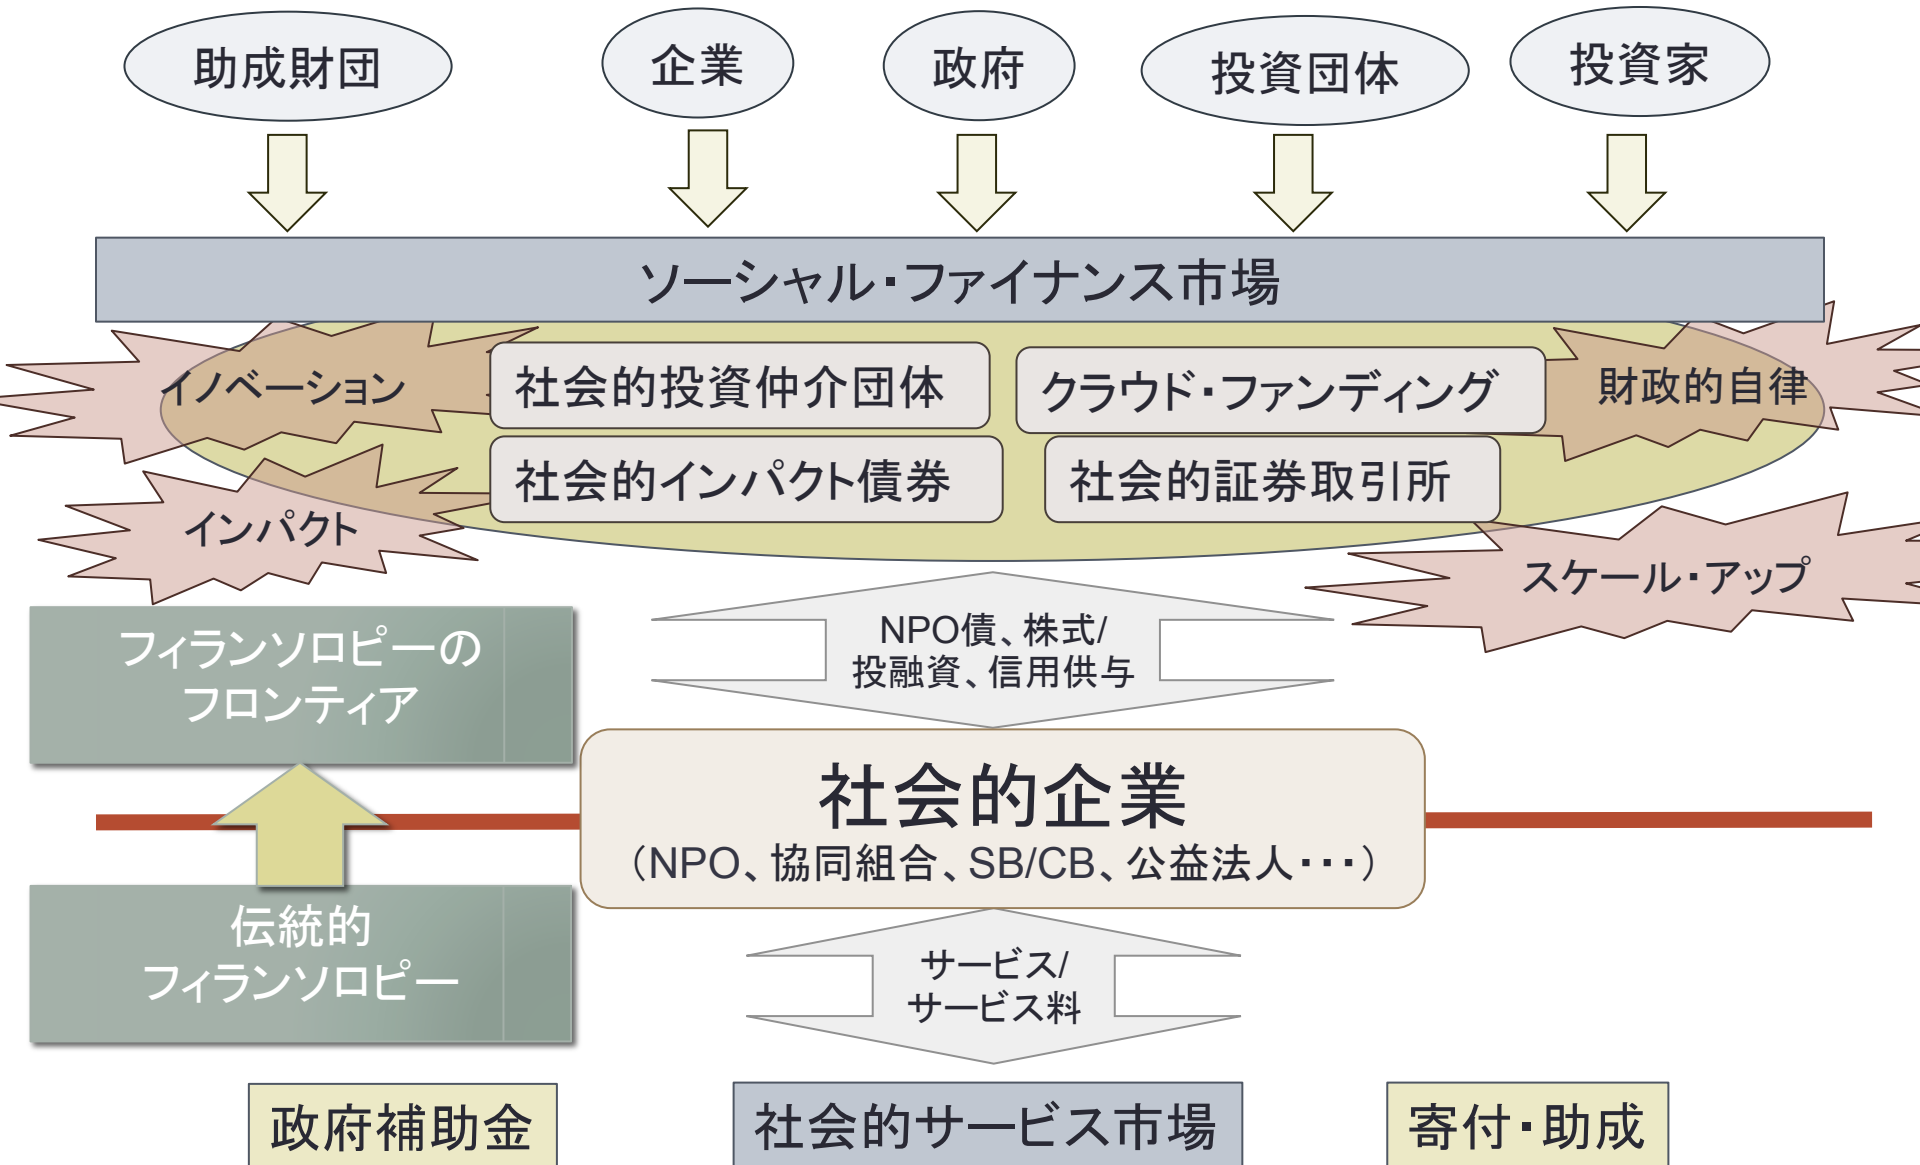 助成財団
企業
政府
投資団体
投資家
ソーシャル・ファイナンス市場
イノベーション
社会的投資仲介団体
クラウド・ファンディング
財政的自律
社会的インパクト債券
社会的証券取引所
インパクト
スケール・アップ
フィランソロピーの
フロンティア
NPO債、株式/
投融資、信用供与
社会的企業
（NPO、協同組合、SB/CB、公益法人・・・）
伝統的
フィランソロピー
サービス/
サービス料
政府補助金
社会的サービス市場
寄付・助成